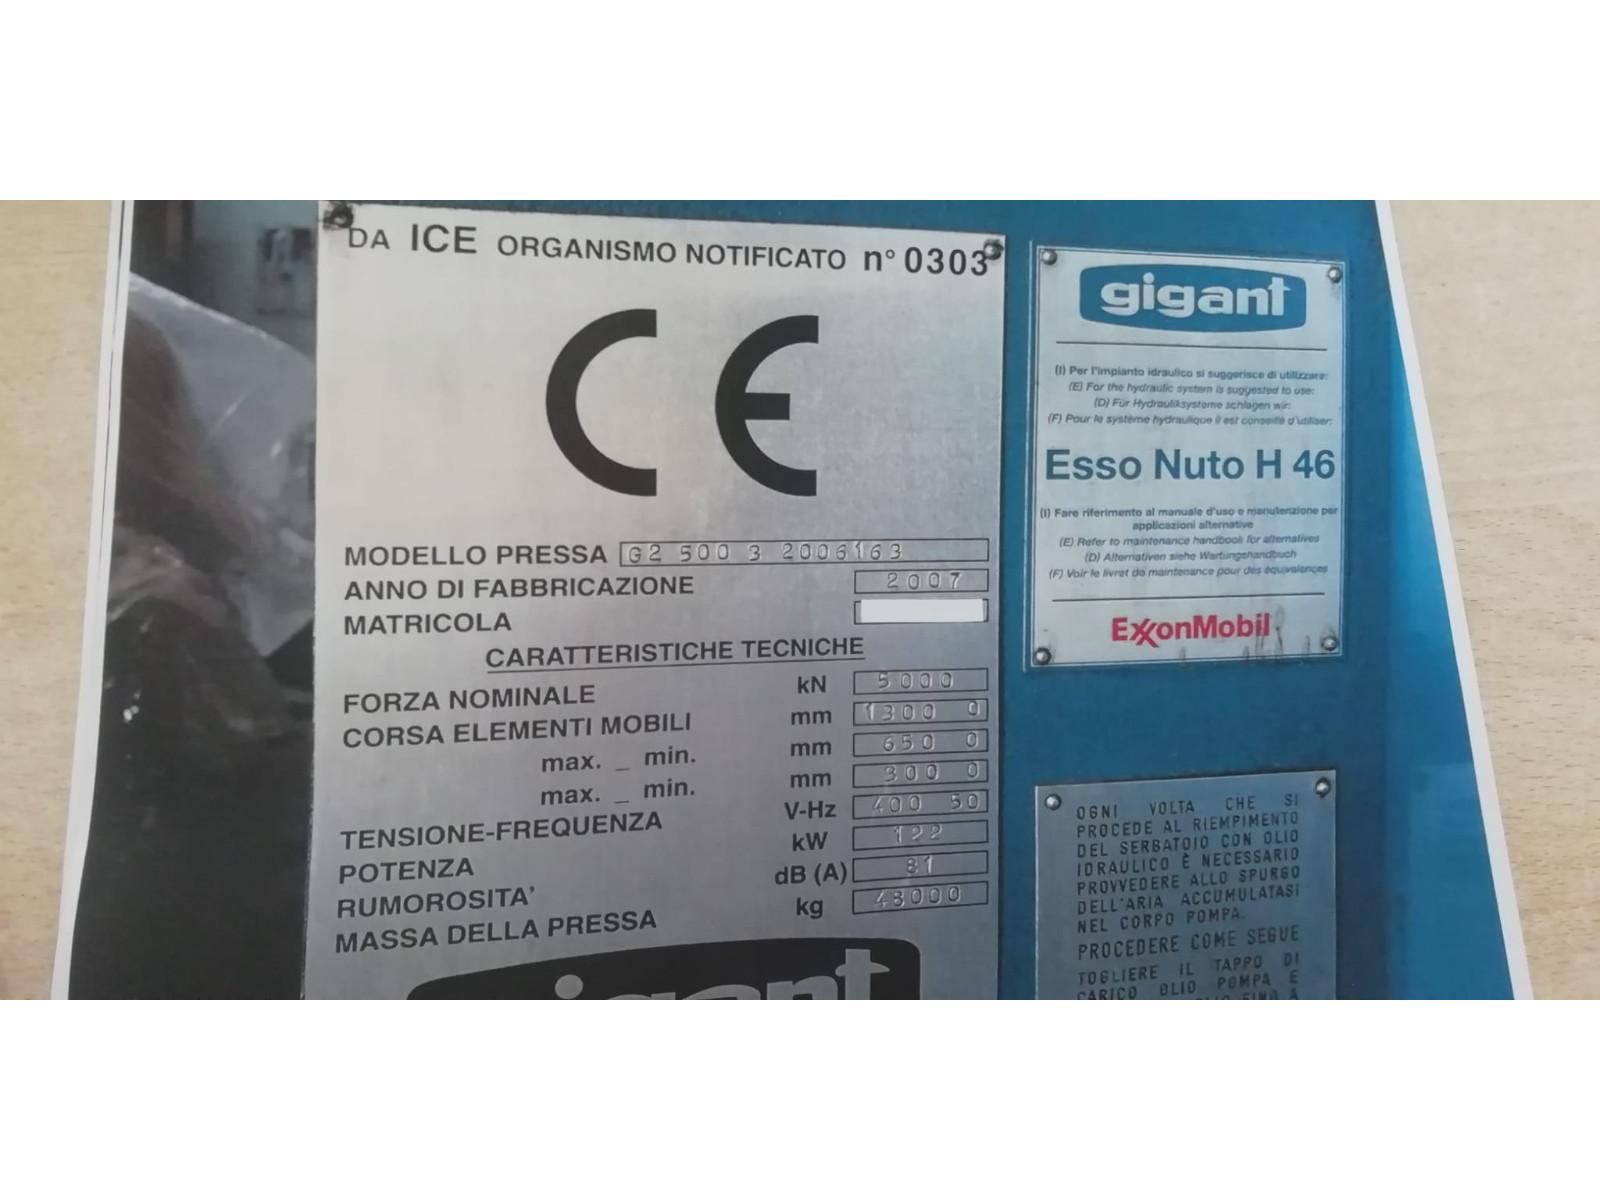 DA ICE ORGANISMO NOTIFICATO n° 0303
CE
MODELLO PRESSA G2 500 3 2006163
ANNO DI FABBRICAZIONE 2007
MATRICOLA
CARATTERISTICHE TECNICHE
FORZA NOMINALE kN 5000
CORSA ELEMENTI MOBILI mm 1300 0
max. _ min. mm 650 0
max. _ min. mm 300 0
TENSIONE-FREQUENZA V-Hz 400 50
POTENZA kW 122
RUMOROSITA' dB (A) 81
MASSA DELLA PRESSA kg 48000
gigant
gigant
(I) Per l'impianto idraulico si suggerisce di utilizzare:
(E) For the hydraulic system is suggested to use:
(D) Für Hydrauliksysteme schlagen wir:
(F) Pour le système hydraulique il est conseillé d'utiliser:
Esso Nuto H 46
(I) Fare riferimento al manuale d'uso e manutenzione per
applicazioni alternative
(E) Refer to maintenance handbook for alternatives
(D) Alternativen siehe Wartungshandbuch
(F) Voir le livret de maintenance pour des équivalences
ExxonMobil
OGNI VOLTA CHE SI
PROCEDE AL RIEMPIMENTO
DEL SERBATOIO CON OLIO
IDRAULICO È NECESSARIO
PROVVEDERE ALLO SPURGO
DELL'ARIA ACCUMULATASI
NEL CORPO POMPA.
PROCEDERE COME SEGUE
TOGLIERE IL TAPPO DI
CARICO OLIO POMPA E
FINO A